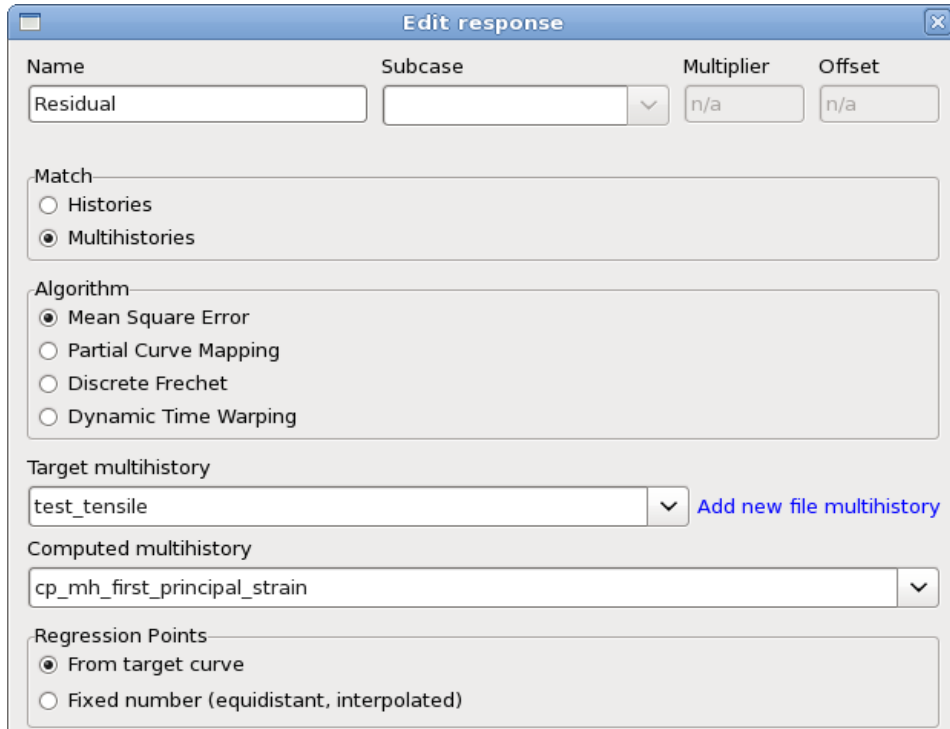 Edit response
Name Subcase Multiplier Offset
Residual n/a n/a
Match
Histories
Multihistories
Algorithm
Mean Square Error
Partial Curve Mapping
Discrete Frechet
Dynamic Time Warping
Target multihistory
test_tensile Add new file multihistory
Computed multihistory
cp_mh_first_principal_strain
Regression Points
From target curve
Fixed number (equidistant, interpolated)